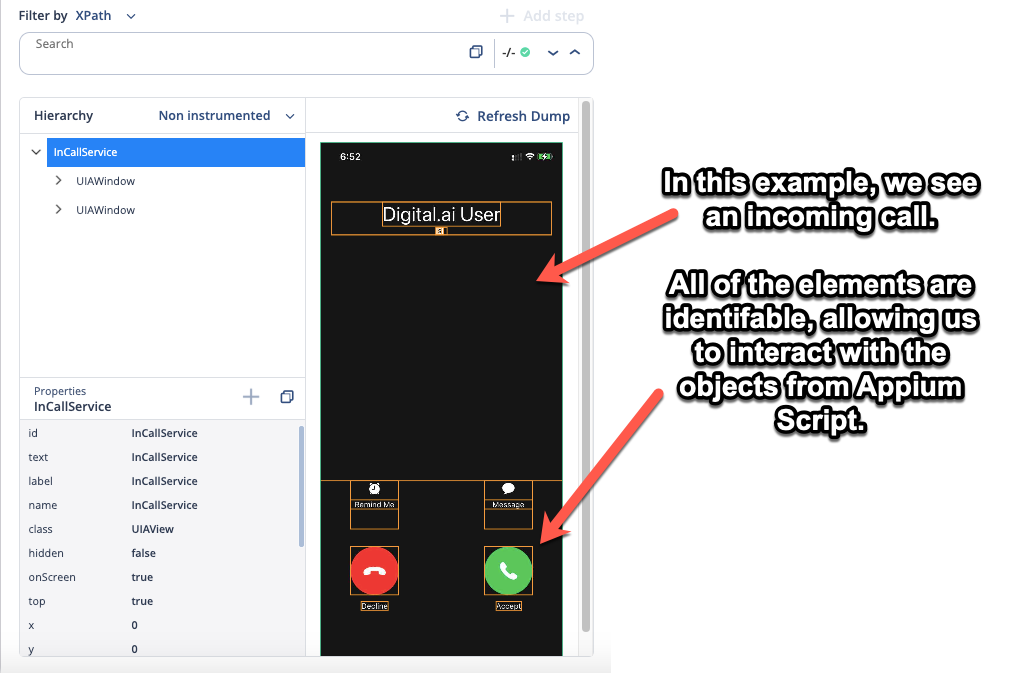 Filter by XPath
Add step
Search
-/-
Hierarchy
Non instrumented
Refresh Dump
InCallService
UIAWindow
UIAWindow
6:52
Digital.ai User
In this example, we see
an incoming call.
All of the elements are
identifable, allowing us
to interact with the
objects from Appium
Script.
Properties
InCallService
id InCallService
text InCallService
label InCallService
name InCallService
class UIAView
hidden false
onScreen true
top true
x 0
y 0
Remind Me
Message
Decline
Accept